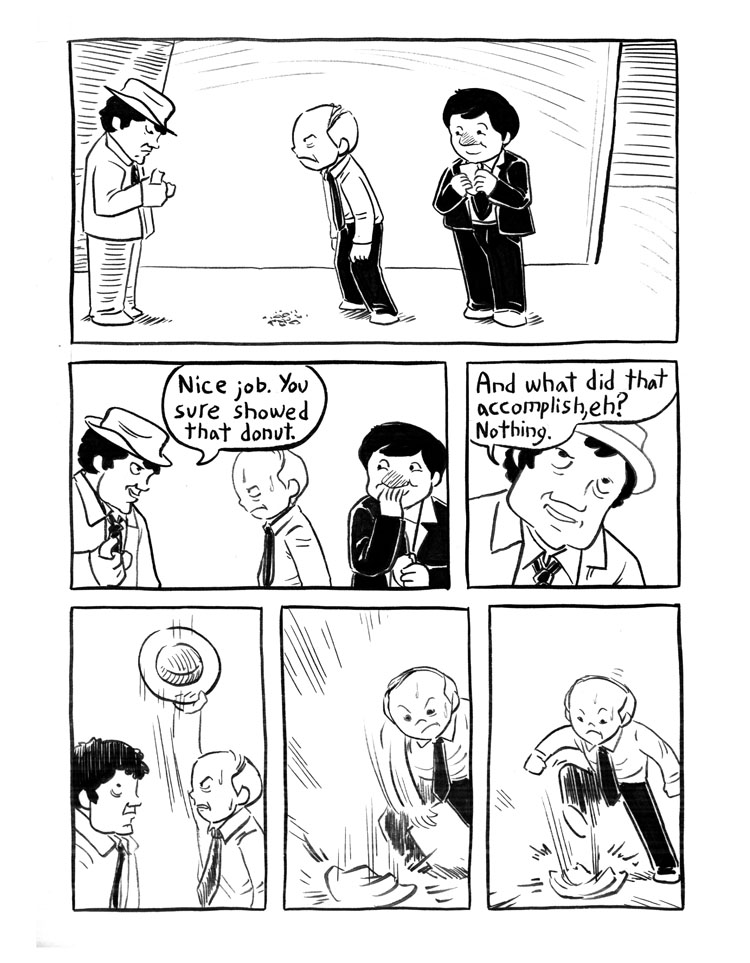 Nice job. You
sure showed
that donut.
And what did that
accomplish,eh?
Nothing.